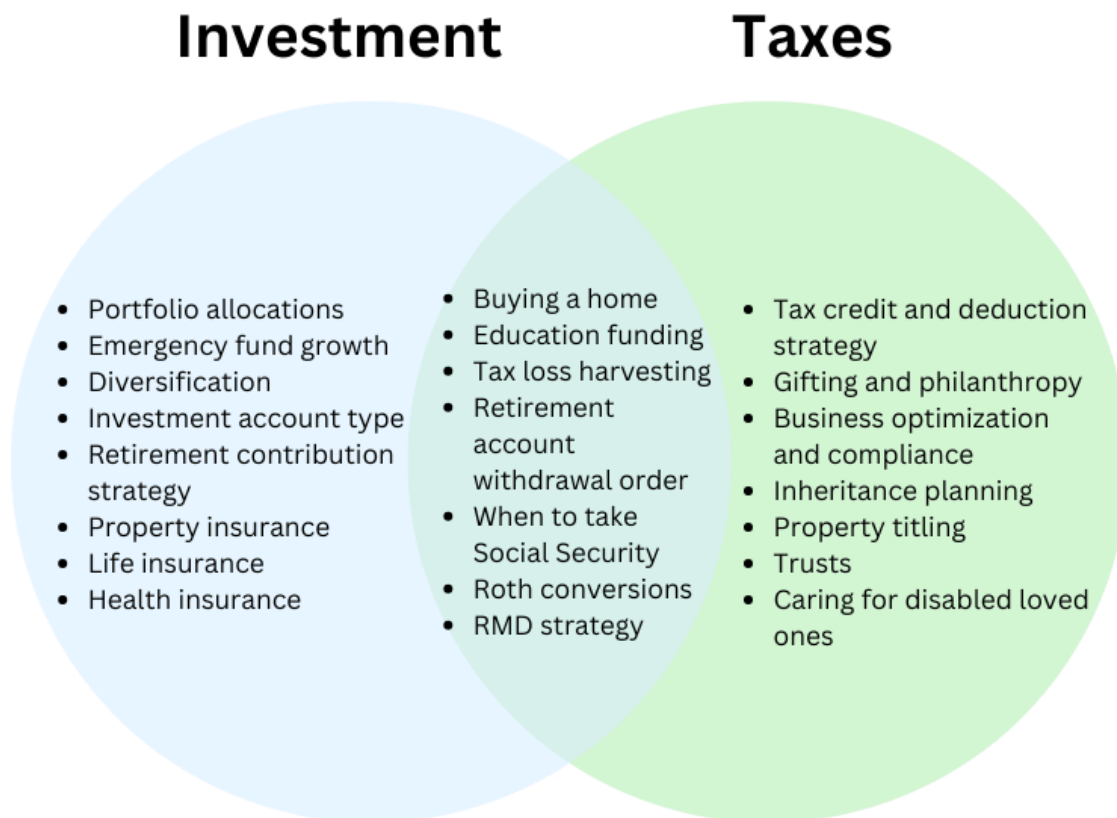 Investment
Taxes
• Portfolio allocations
• Emergency fund growth
• Diversification
• Investment account type
• Retirement contribution
strategy
• Property insurance
• Life insurance
• Health insurance
• Buying a home
• Education funding
• Tax loss harvesting
• Retirement
account
withdrawal order
• When to take
Social Security
• Roth conversions
• RMD strategy
• Tax credit and deduction
strategy
• Gifting and philanthropy
• Business optimization
and compliance
• Inheritance planning
• Property titling
• Trusts
• Caring for disabled loved
ones